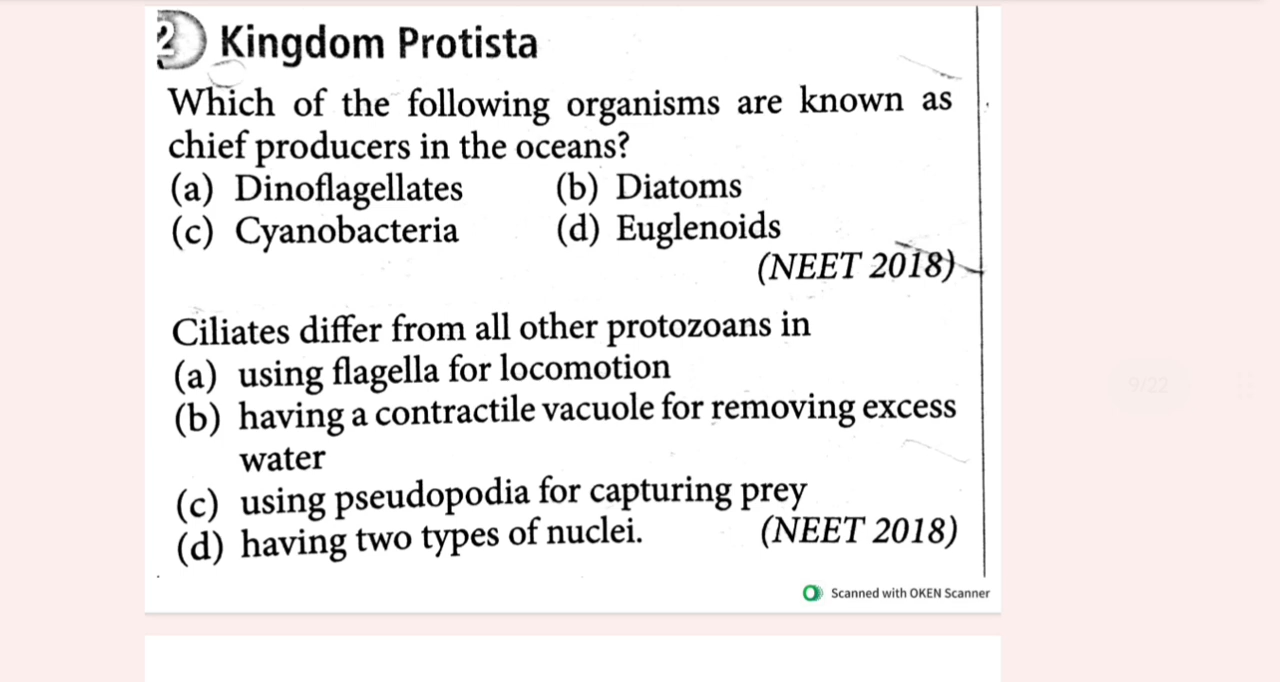 2 Kingdom Protista
Which of the following organisms are known as
chief producers in the oceans?
(a) Dinoflagellates (b) Diatoms
(c) Cyanobacteria (d) Euglenoids
(NEET 2018)
Ciliates differ from all other protozoans in
(a) using flagella for locomotion
(b) having a contractile vacuole for removing excess
water
(c) using pseudopodia for capturing prey
(d) having two types of nuclei. (NEET 2018)
Scanned with OKEN Scanner
9/22